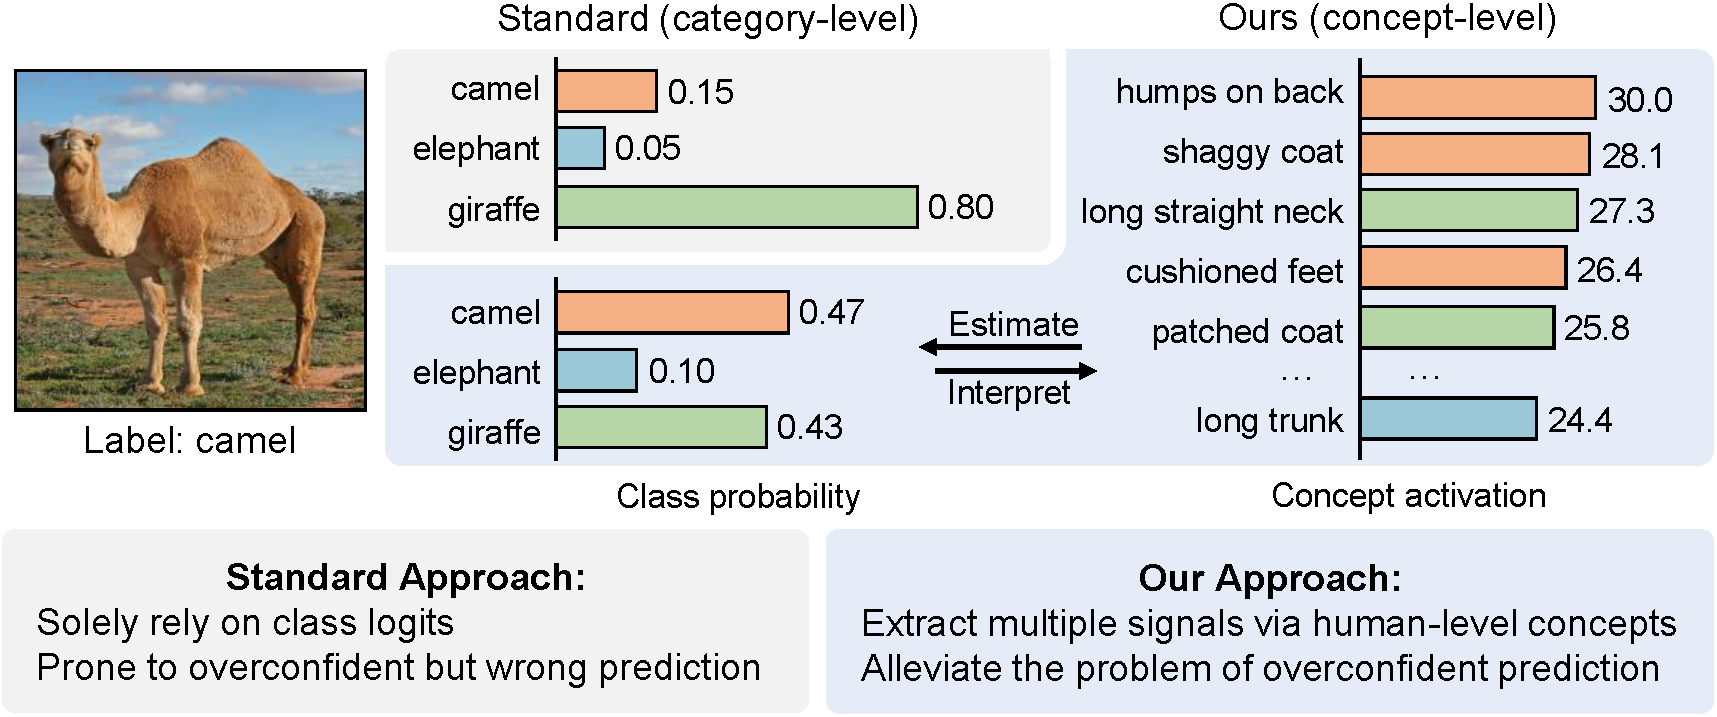 Standard (category-level)
Ours (concept-level)
camel 0.15
elephant 0.05
giraffe 0.80
camel 0.47
elephant 0.10
giraffe 0.43
Label: camel
Class probability
Estimate
Interpret
humps on back 30.0
shaggy coat 28.1
long straight neck 27.3
cushioned feet 26.4
patched coat 25.8
... ...
long trunk 24.4
Concept activation
Standard Approach:
Solely rely on class logits
Prone to overconfident but wrong prediction
Our Approach:
Extract multiple signals via human-level concepts
Alleviate the problem of overconfident prediction